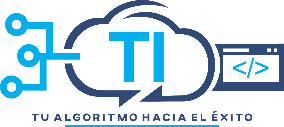 TI
</>
TU ALGORITMO HACIA EL ÉXITO